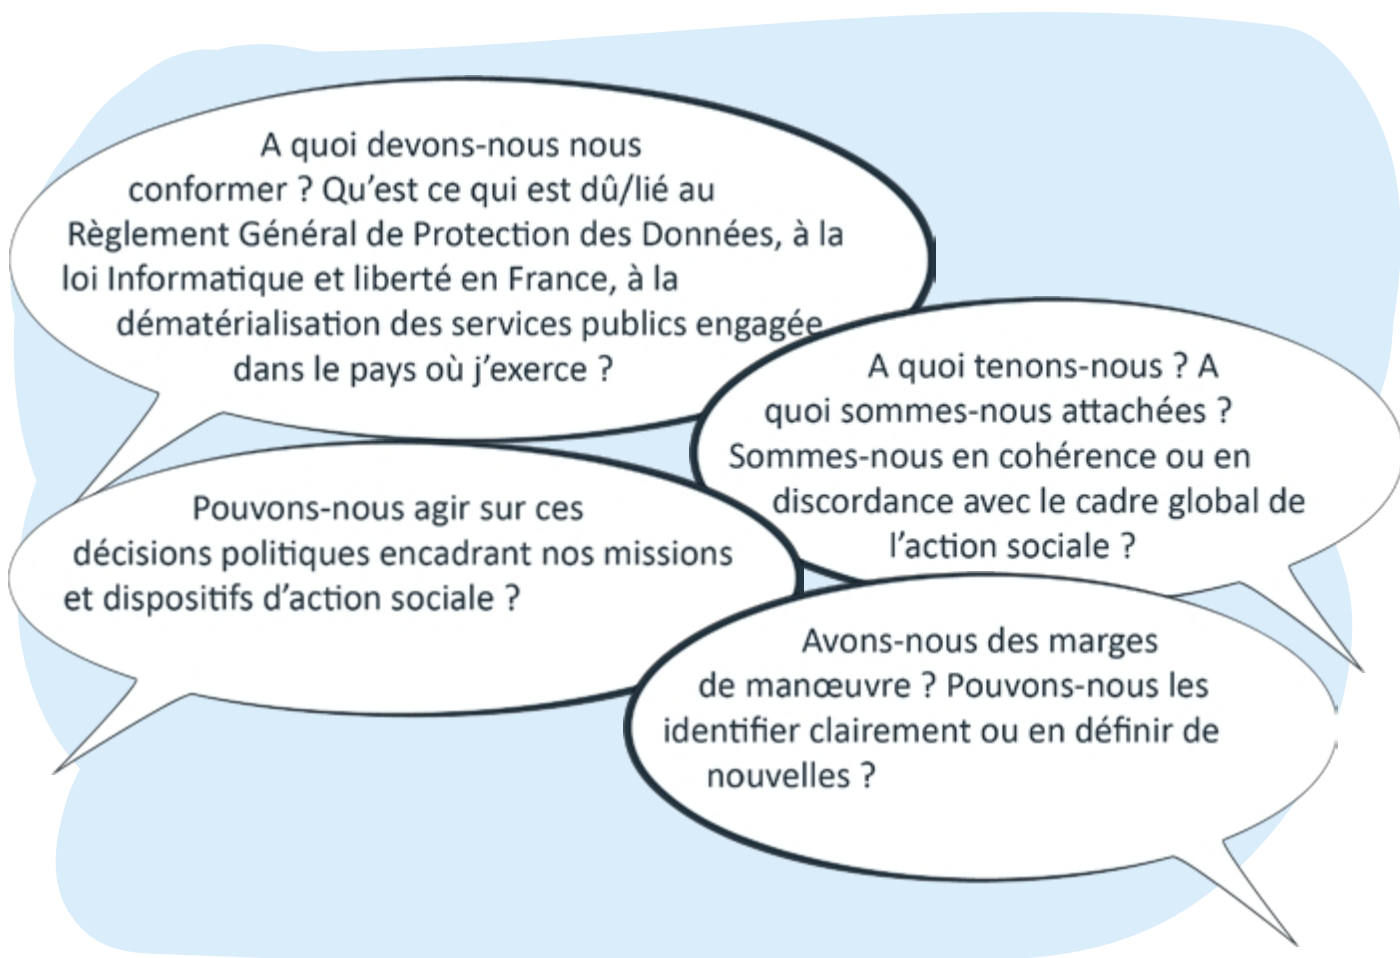 A quoi devons-nous nous
conformer ? Qu’est ce qui est dû/lié au
Règlement Général de Protection des Données, à la
loi Informatique et liberté en France, à la
dématérialisation des services publics engagée
dans le pays où j’exerce ?
A quoi tenons-nous ? A
quoi sommes-nous attachées ?
Sommes-nous en cohérence ou en
discordance avec le cadre global de
l’action sociale ?
Pouvons-nous agir sur ces
décisions politiques encadrant nos missions
et dispositifs d’action sociale ?
Avons-nous des marges
de manœuvre ? Pouvons-nous les
identifier clairement ou en définir de
nouvelles ?